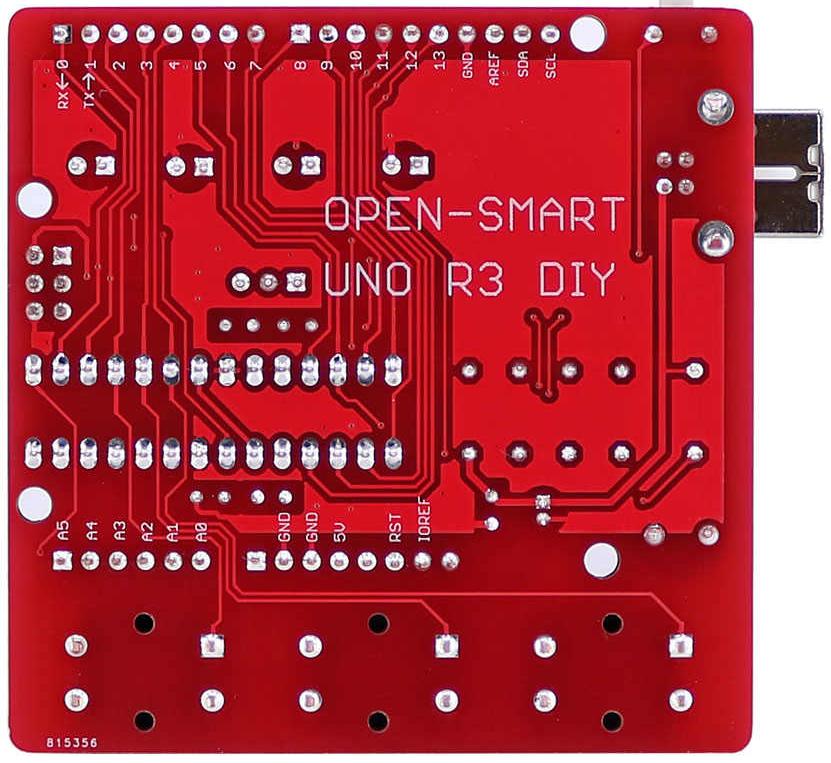 RX←0
TX→1
2
3
4
5
6
7
8
9
10
11
12
13
GND
AREF
SDA
SCL
OPEN-SMART
UNO R3 DIY
A5
A4
A3
A2
A1
A0
GND
GND
5V
RST
IOREF
815356